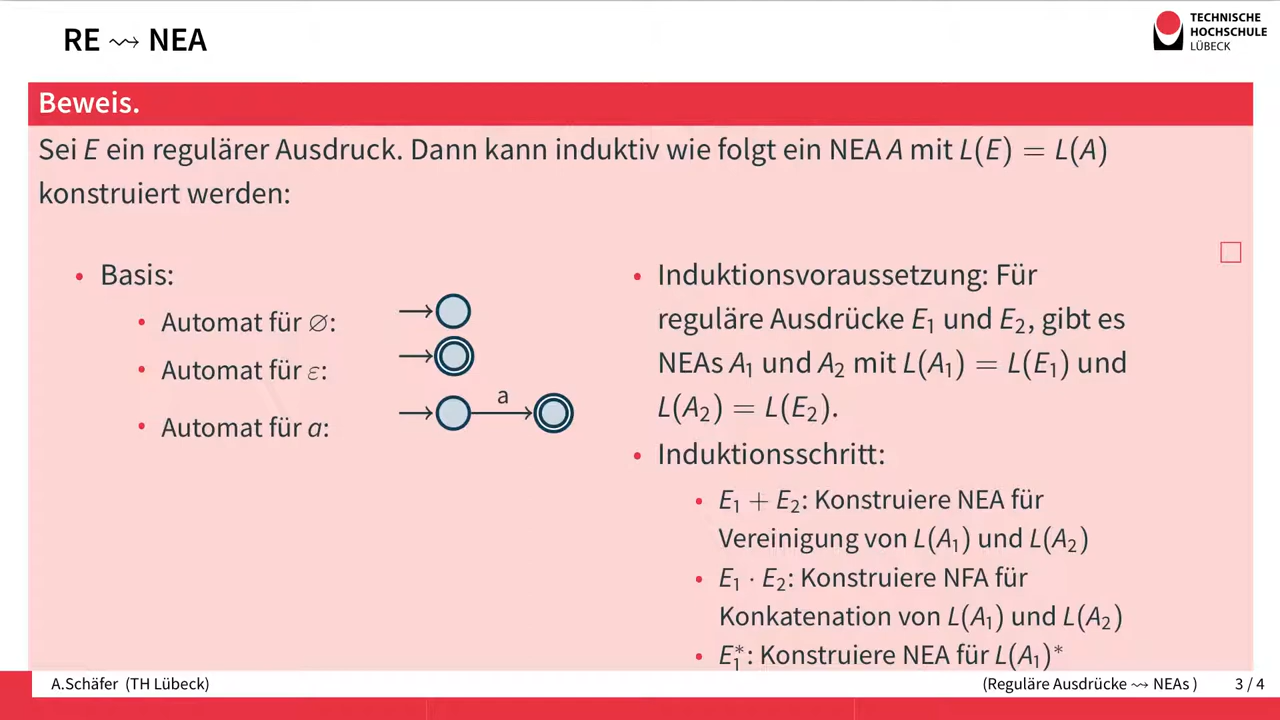 RE ⇝ NEA
TECHNISCHE
HOCHSCHULE
LÜBECK
Beweis.
Sei E ein regulärer Ausdruck. Dann kann induktiv wie folgt ein NEA A mit L(E) = L(A)
konstruiert werden:
• Basis:
• Automat für ∅:
• Automat für ε:
• Automat für a:
a
• Induktionsvoraussetzung: Für
reguläre Ausdrücke E₁ und E₂, gibt es
NEAs A₁ und A₂ mit L(A₁) = L(E₁) und
L(A₂) = L(E₂).
• Induktionsschritt:
• E₁ + E₂: Konstruiere NEA für
Vereinigung von L(A₁) und L(A₂)
• E₁ · E₂: Konstruiere NFA für
Konkatenation von L(A₁) und L(A₂)
• E₁*: Konstruiere NEA für L(A₁)*
□
A.Schäfer (TH Lübeck)
(Reguläre Ausdrücke ⇝ NEAs )
3 / 4